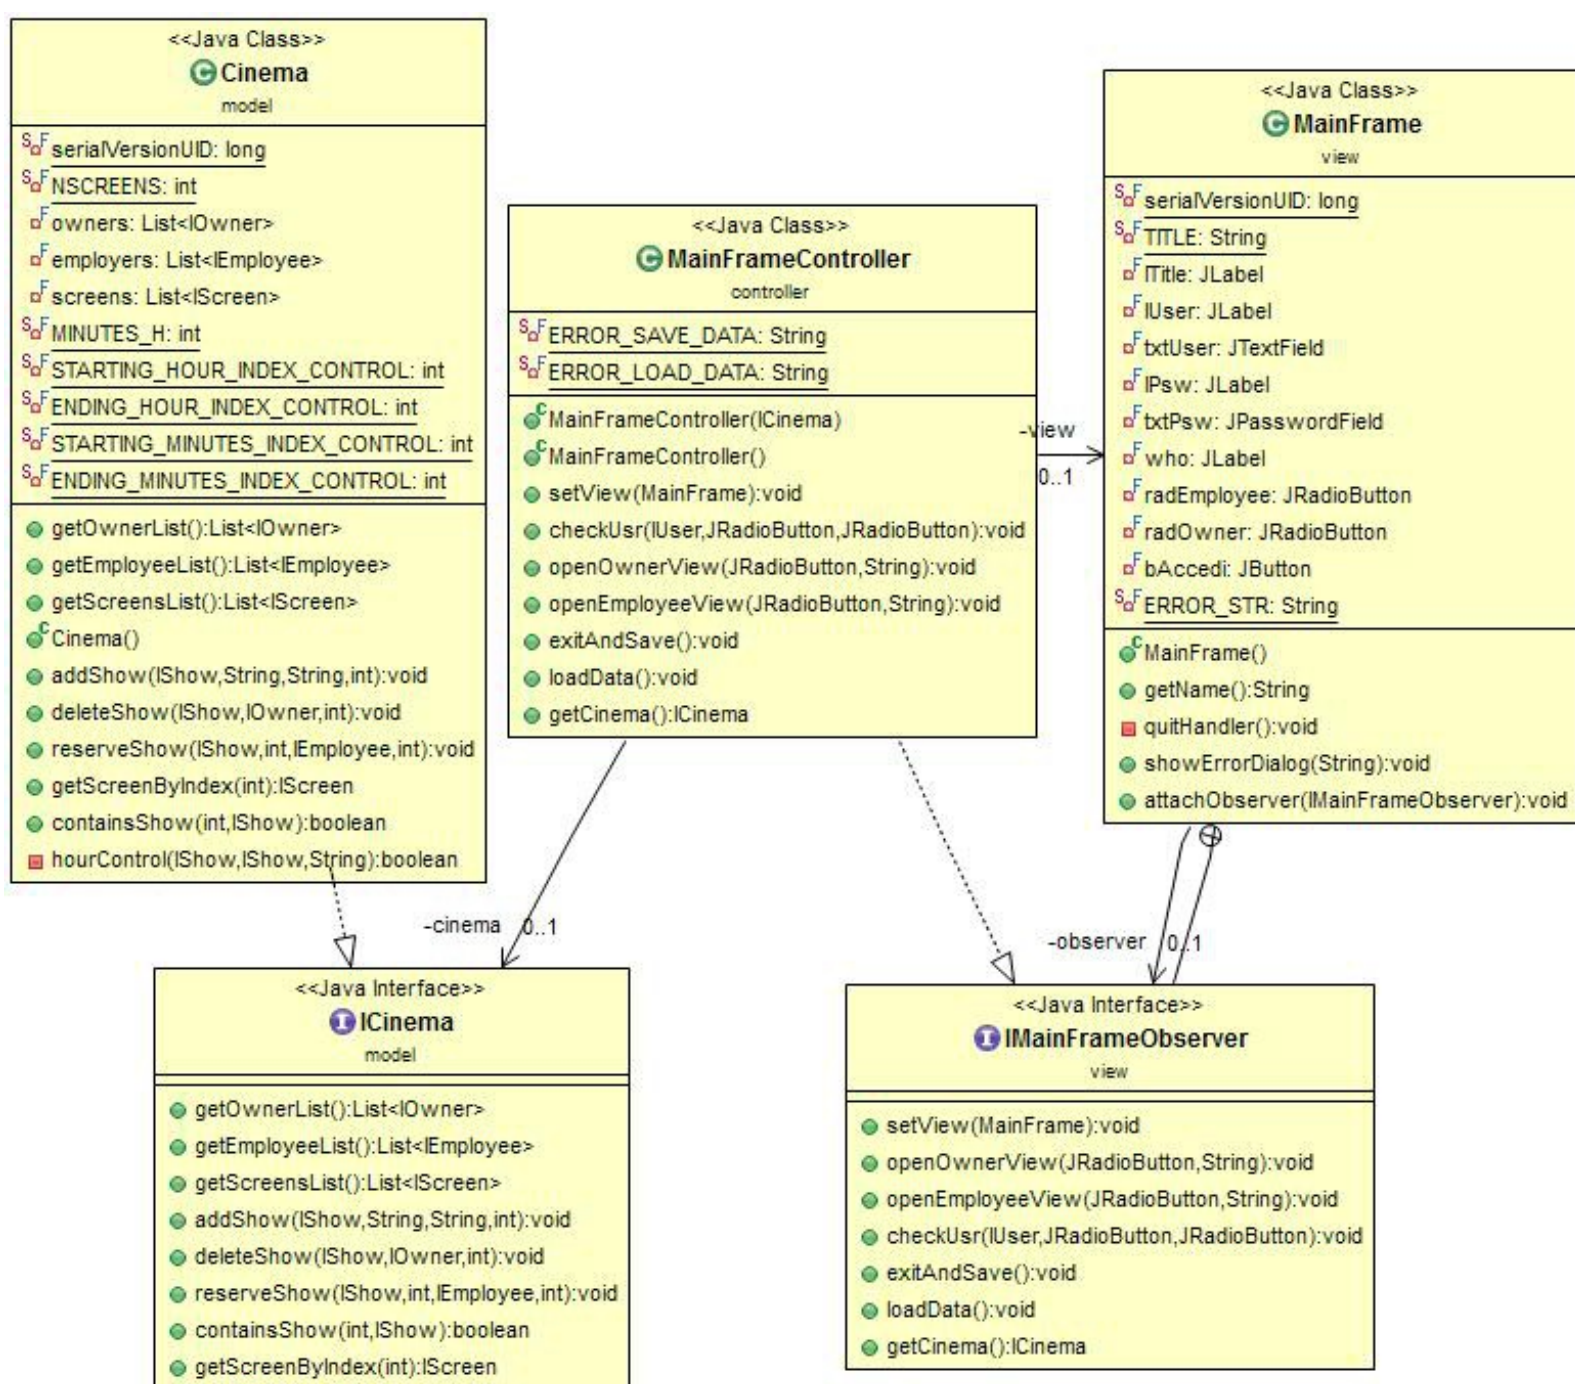 <<Java Class>>
Cinema
model
serialVersionUID: long
NSCREENS: int
owners: List<IOwner>
employers: List<IEmployee>
screens: List<IScreen>
MINUTES_H: int
STARTING_HOUR_INDEX_CONTROL: int
ENDING_HOUR_INDEX_CONTROL: int
STARTING_MINUTES_INDEX_CONTROL: int
ENDING_MINUTES_INDEX_CONTROL: int
getOwnerList():List<IOwner>
getEmployeeList():List<IEmployee>
getScreensList():List<IScreen>
Cinema()
addShow(IShow,String,String,int):void
deleteShow(IShow,IOwner,int):void
reserveShow(IShow,int,IEmployee,int):void
getScreenByIndex(int):IScreen
containsShow(int,IShow):boolean
hourControl(IShow,IShow,String):boolean
<<Java Class>>
MainFrameController
controller
ERROR_SAVE_DATA: String
ERROR_LOAD_DATA: String
MainFrameController(ICinema)
MainFrameController()
setView(MainFrame):void
checkUsr(IUser,JRadioButton,JRadioButton):void
openOwnerView(JRadioButton,String):void
openEmployeeView(JRadioButton,String):void
exitAndSave():void
loadData():void
getCinema():ICinema
-view
0..1
<<Java Class>>
MainFrame
view
serialVersionUID: long
TITLE: String
lTitle: JLabel
lUser: JLabel
txtUser: JTextField
lPsw: JLabel
txtPsw: JPasswordField
who: JLabel
radEmployee: JRadioButton
radOwner: JRadioButton
bAccedi: JButton
ERROR_STR: String
MainFrame()
getName():String
quitHandler():void
showErrorDialog(String):void
attachObserver(IMainFrameObserver):void
-cinema 0..1
-observer 0..1
<<Java Interface>>
ICinema
model
getOwnerList():List<IOwner>
getEmployeeList():List<IEmployee>
getScreensList():List<IScreen>
addShow(IShow,String,String,int):void
deleteShow(IShow,IOwner,int):void
reserveShow(IShow,int,IEmployee,int):void
containsShow(int,IShow):boolean
getScreenByIndex(int):IScreen
<<Java Interface>>
IMainFrameObserver
view
setView(MainFrame):void
openOwnerView(JRadioButton,String):void
openEmployeeView(JRadioButton,String):void
checkUsr(IUser,JRadioButton,JRadioButton):void
exitAndSave():void
loadData():void
getCinema():ICinema